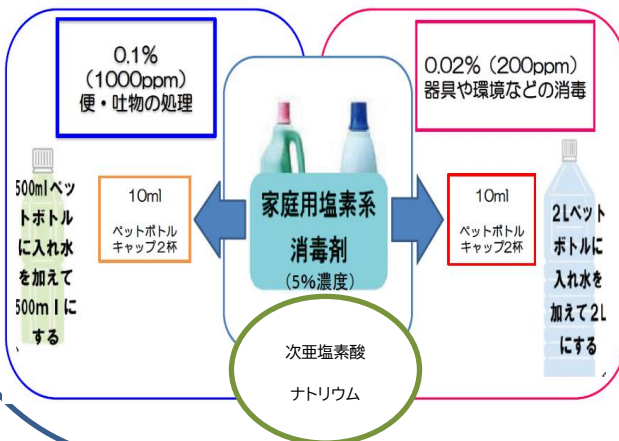 0.1%
（1000ppm）
便・吐物の処理
500mlペッ
トボトル
に入れ水
を加えて
500mlに
する
10ml
ペットボトル
キャップ2杯
家庭用塩素系
消毒剤
（5%濃度）
次亜塩素酸
ナトリウム
0.02%（200ppm）
器具や環境などの消毒
10ml
ペットボトル
キャップ2杯
2Lペット
ボトルに
入れ水を
加えて2L
にする